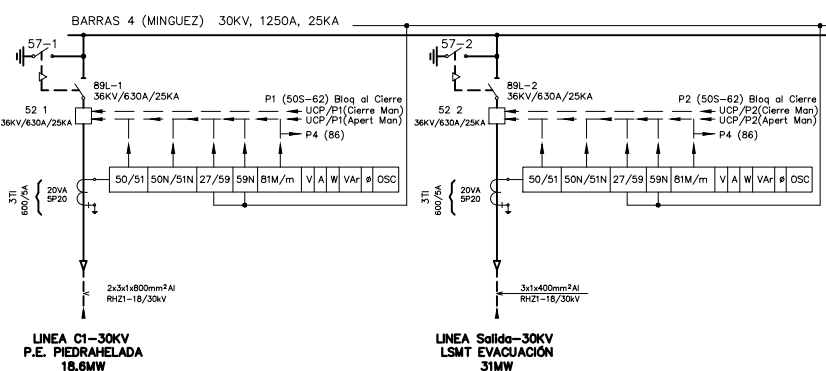 BARRAS 4 (MINGUEZ) 30KV, 1250A, 25KA
57-1
89L-1
36KV/630A/25KA
52 1
36KV/630A/25KA
P1 (50S-62) Bloq al Cierre
UCP/P1(Cierre Man)
UCP/P1(Apert Man)
P4 (86)
3TI
600/5A
20VA
5P20
50/51 50N/51N 27/59 59N 81M/m V A W VAr ø OSC
2x3x1x800mm²Al
RHZ1-18/30kV
LINEA C1-30KV
P.E. PIEDRAHELADA
18.6MW
57-2
89L-2
36KV/630A/25KA
52 2
36KV/630A/25KA
P2 (50S-62) Bloq al Cierre
UCP/P2(Cierre Man)
UCP/P2(Apert Man)
P4 (86)
3TI
600/5A
20VA
5P20
50/51 50N/51N 27/59 59N 81M/m V A W VAr ø OSC
3x1x400mm²Al
RHZ1-18/30kV
LINEA Salida-30KV
LSMT EVACUACIÓN
31MW